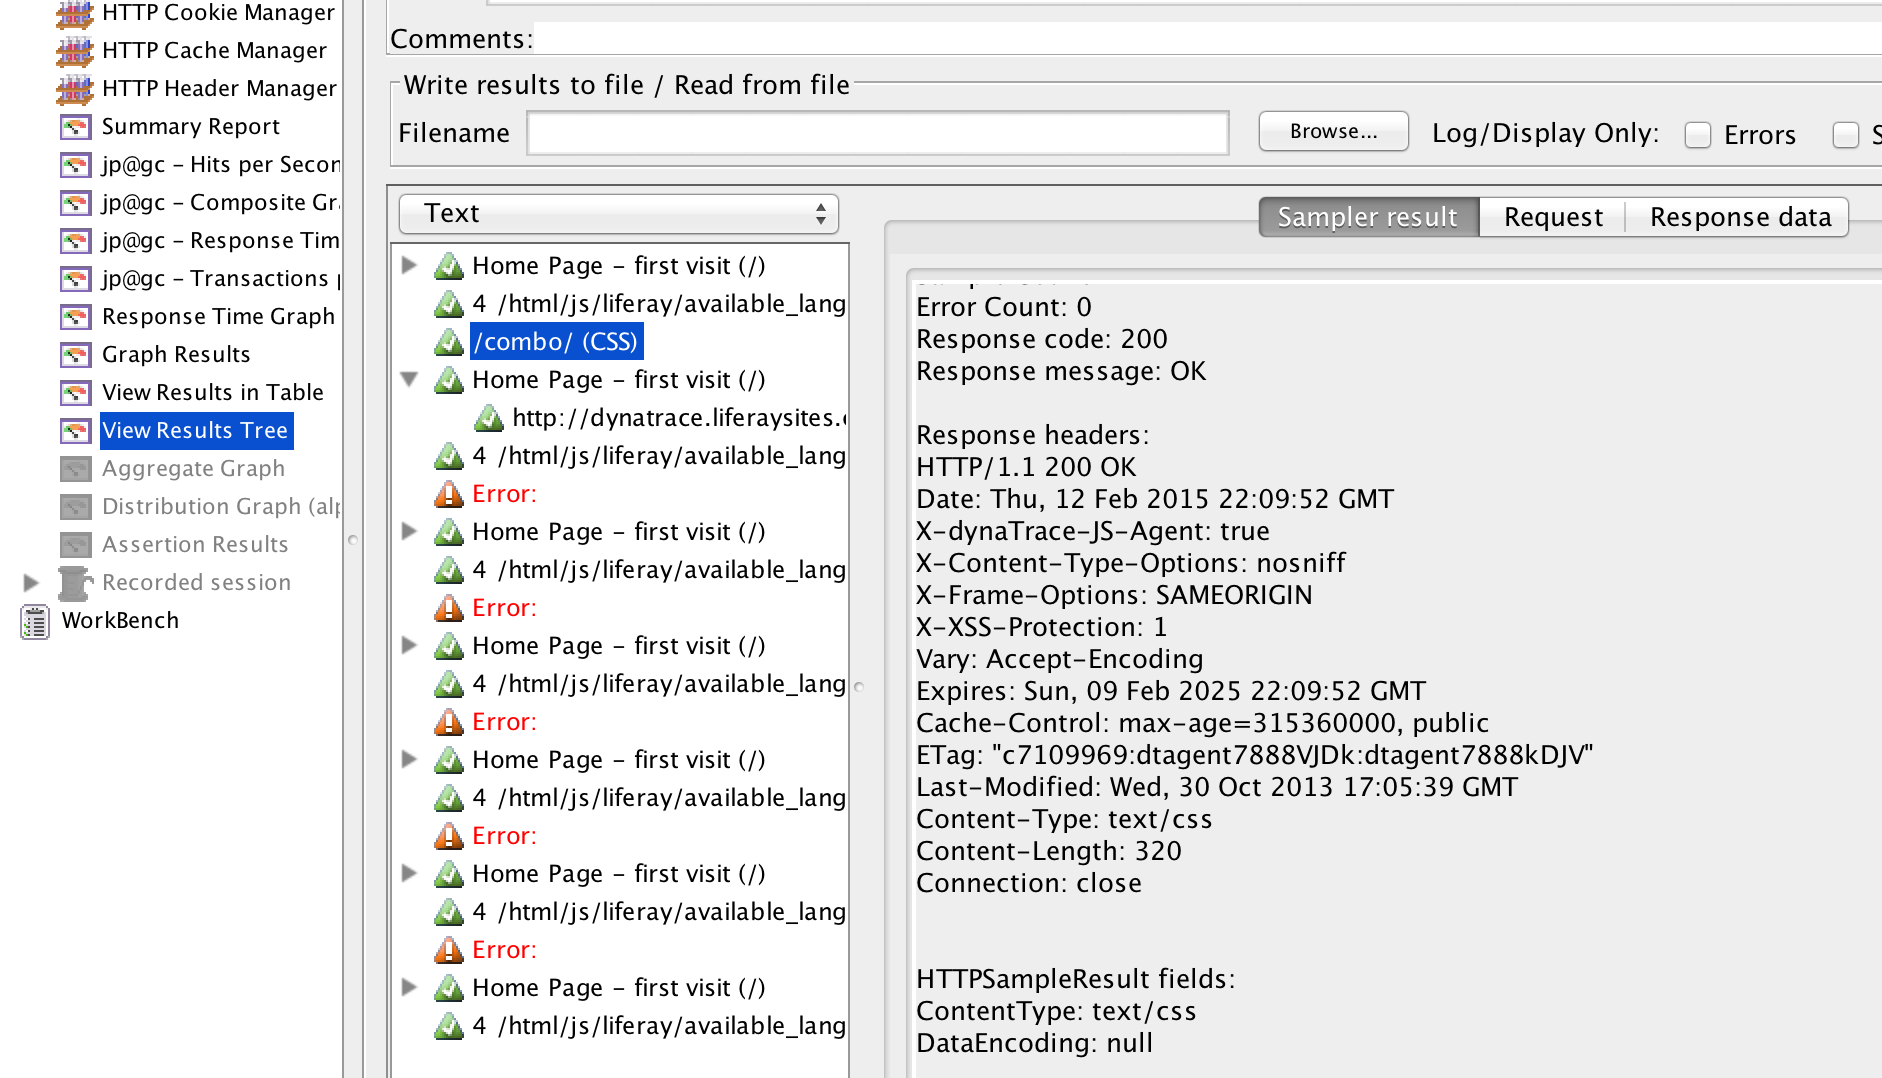 HTTP Cookie Manager
HTTP Cache Manager
HTTP Header Manager
Summary Report
jp@gc - Hits per Secon
jp@gc - Composite Gr
jp@gc - Response Tim
jp@gc - Transactions
Response Time Graph
Graph Results
View Results in Table
View Results Tree
Aggregate Graph
Distribution Graph (alp
Assertion Results
Recorded session
WorkBench
Comments:
Write results to file / Read from file
Filename
Browse...
Log/Display Only:
Errors
S
Text
Home Page - first visit (/)
4 /html/js/liferay/available_lang
/combo/ (CSS)
Home Page - first visit (/)
http://dynatrace.liferaysites.
4 /html/js/liferay/available_lang
Error:
Home Page - first visit (/)
4 /html/js/liferay/available_lang
Error:
Home Page - first visit (/)
4 /html/js/liferay/available_lang
Error:
Home Page - first visit (/)
4 /html/js/liferay/available_lang
Error:
Home Page - first visit (/)
4 /html/js/liferay/available_lang
Error:
Home Page - first visit (/)
4 /html/js/liferay/available_lang
Sampler result
Request
Response data
Error Count: 0
Response code: 200
Response message: OK
Response headers:
HTTP/1.1 200 OK
Date: Thu, 12 Feb 2015 22:09:52 GMT
X-dynaTrace-JS-Agent: true
X-Content-Type-Options: nosniff
X-Frame-Options: SAMEORIGIN
X-XSS-Protection: 1
Vary: Accept-Encoding
Expires: Sun, 09 Feb 2025 22:09:52 GMT
Cache-Control: max-age=315360000, public
ETag: "c7109969:dtagent7888VJDk:dtagent7888kDJV"
Last-Modified: Wed, 30 Oct 2013 17:05:39 GMT
Content-Type: text/css
Content-Length: 320
Connection: close
HTTPSampleResult fields:
ContentType: text/css
DataEncoding: null